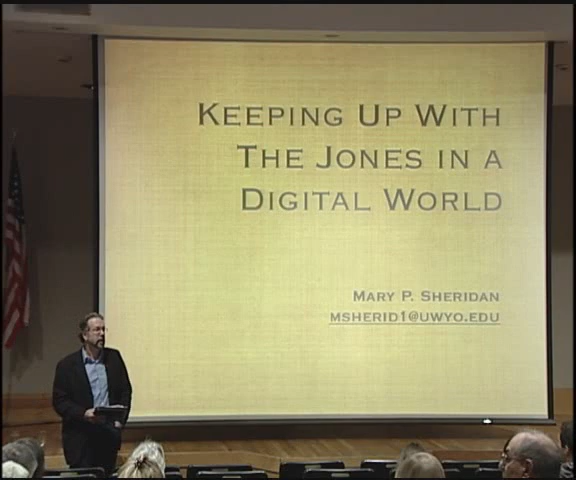 KEEPING UP WITH
THE JONES IN A
DIGITAL WORLD
MARY P. SHERIDAN
MSHERID1@UWYO.EDU